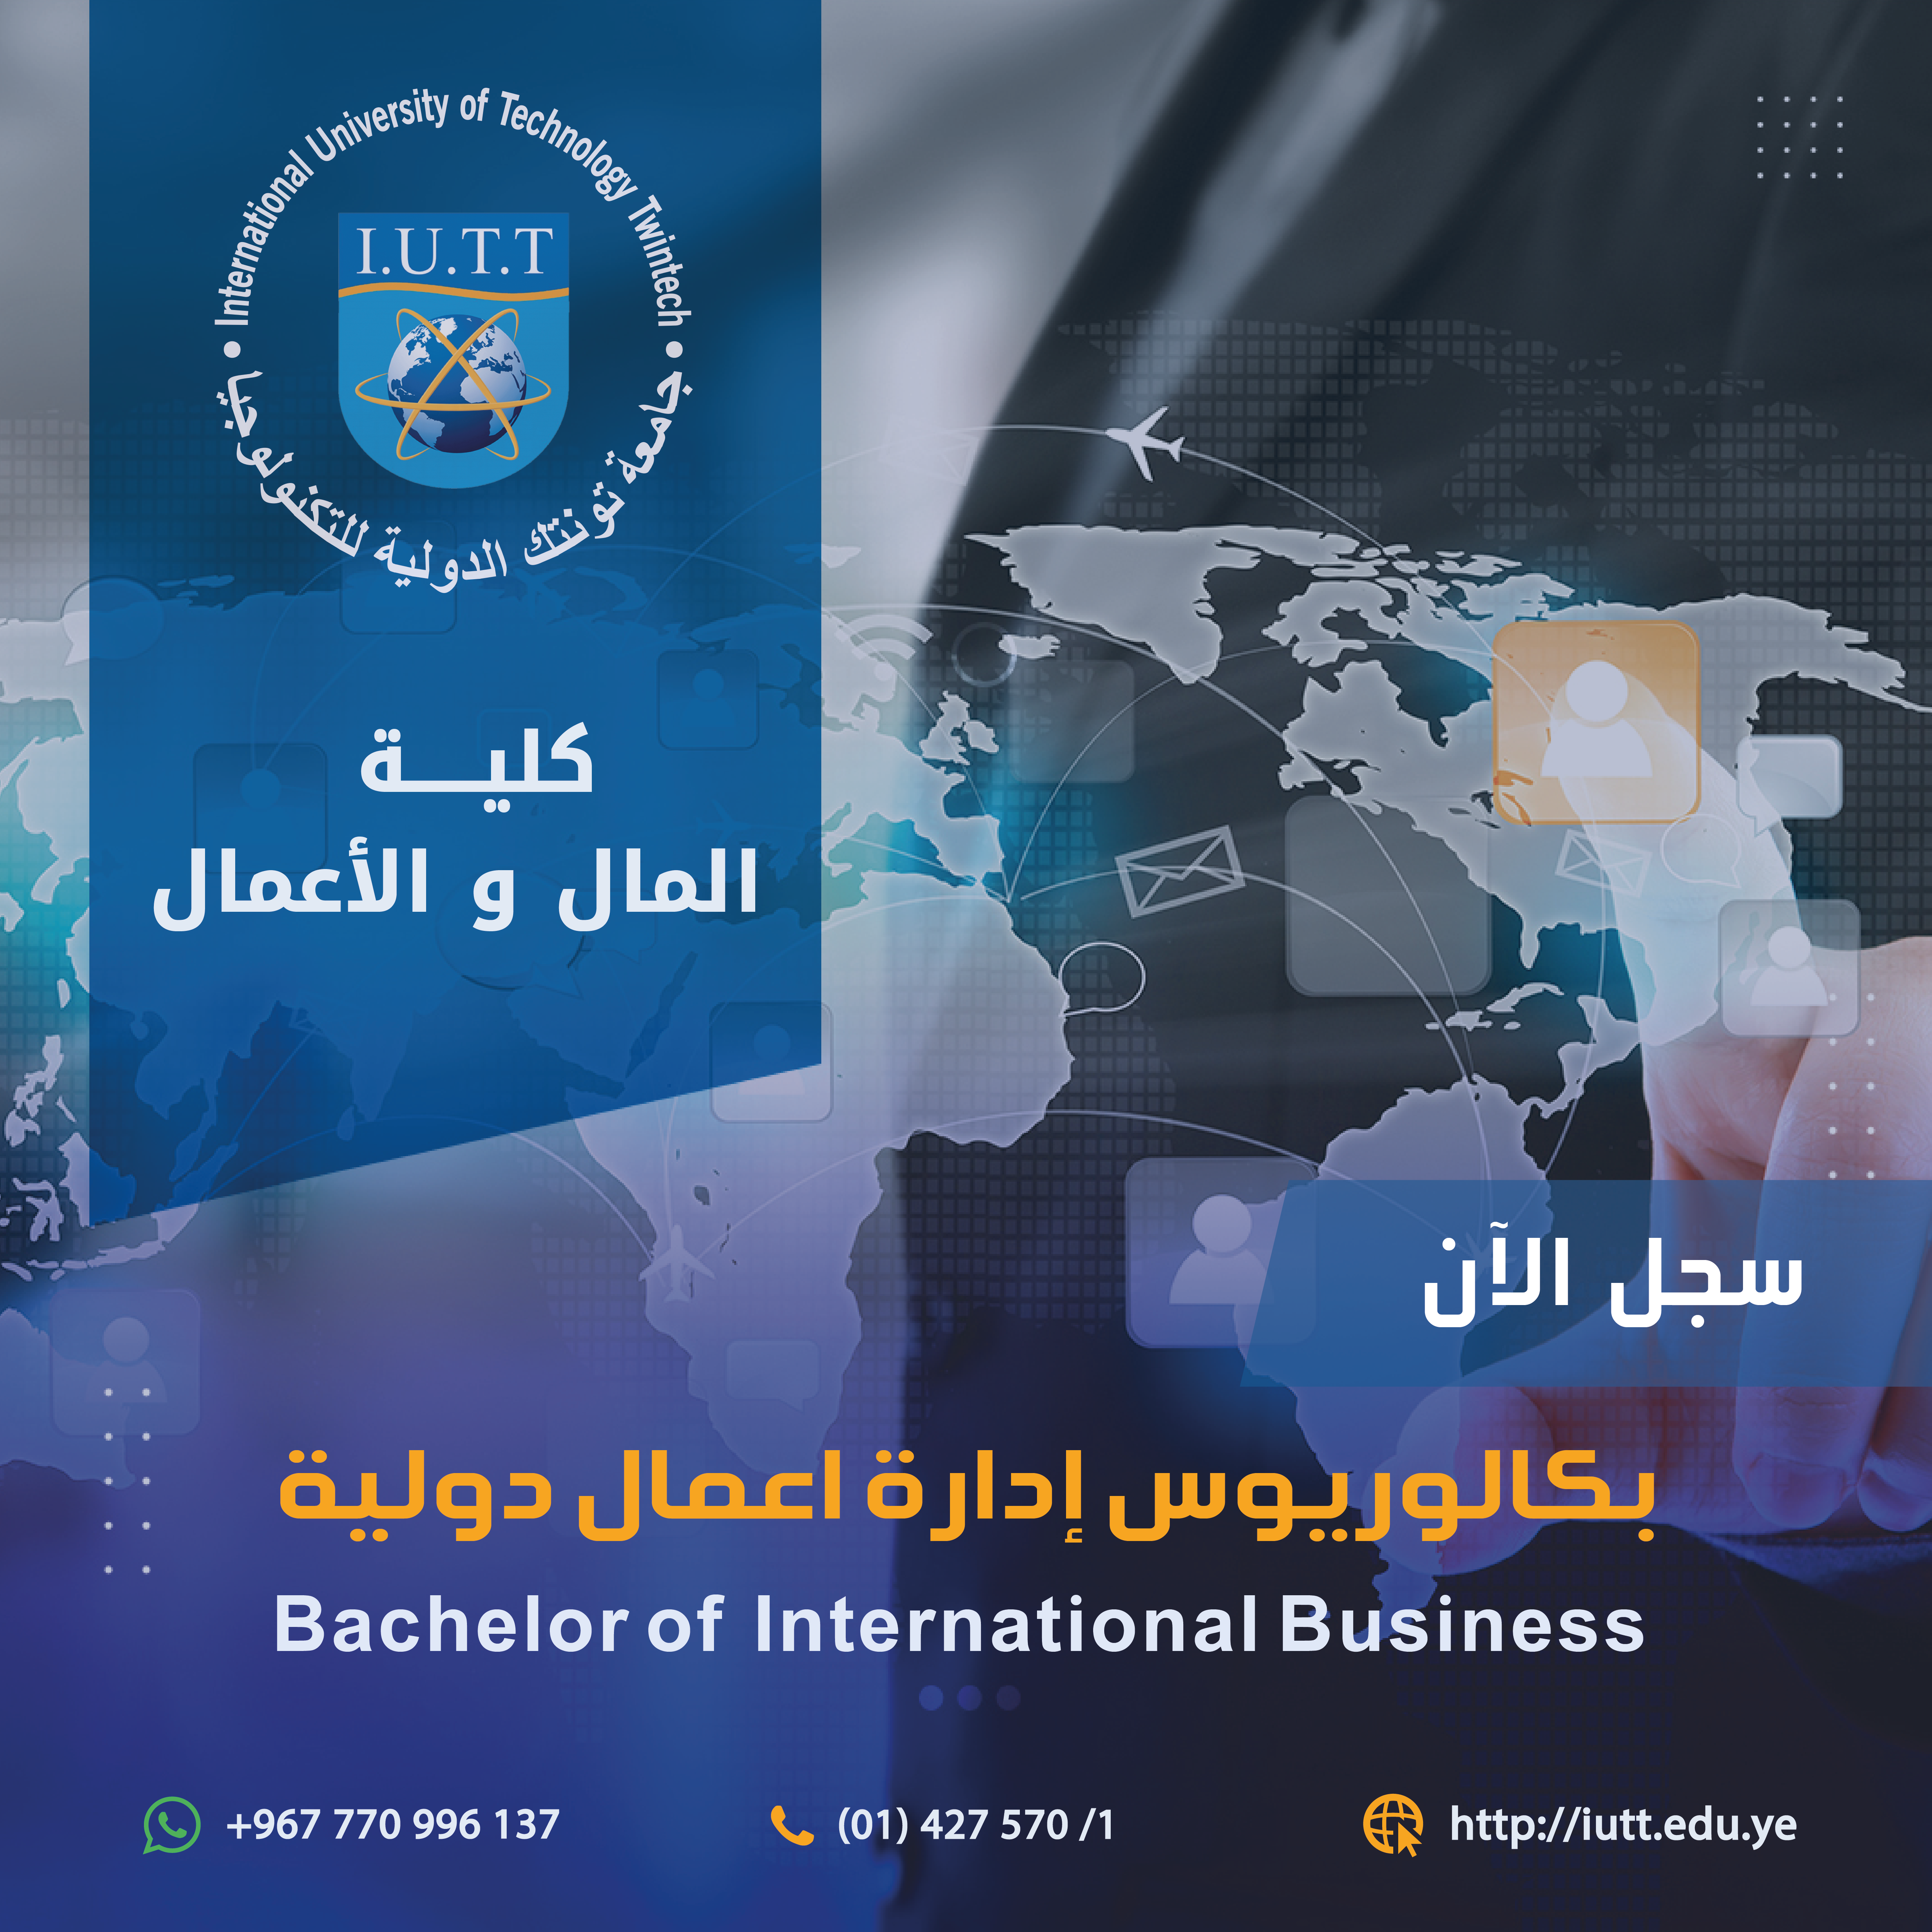 International University of Technology Twintech
I.U.T.T
جامعة تونتك الدولية للتكنولوجيا
كليـــة
المال و الأعمال
سجل الآن
بكالوريوس إدارة اعمال دولية
Bachelor of International Business
+967 770 996 137
(01) 427 570 /1
http://iutt.edu.ye